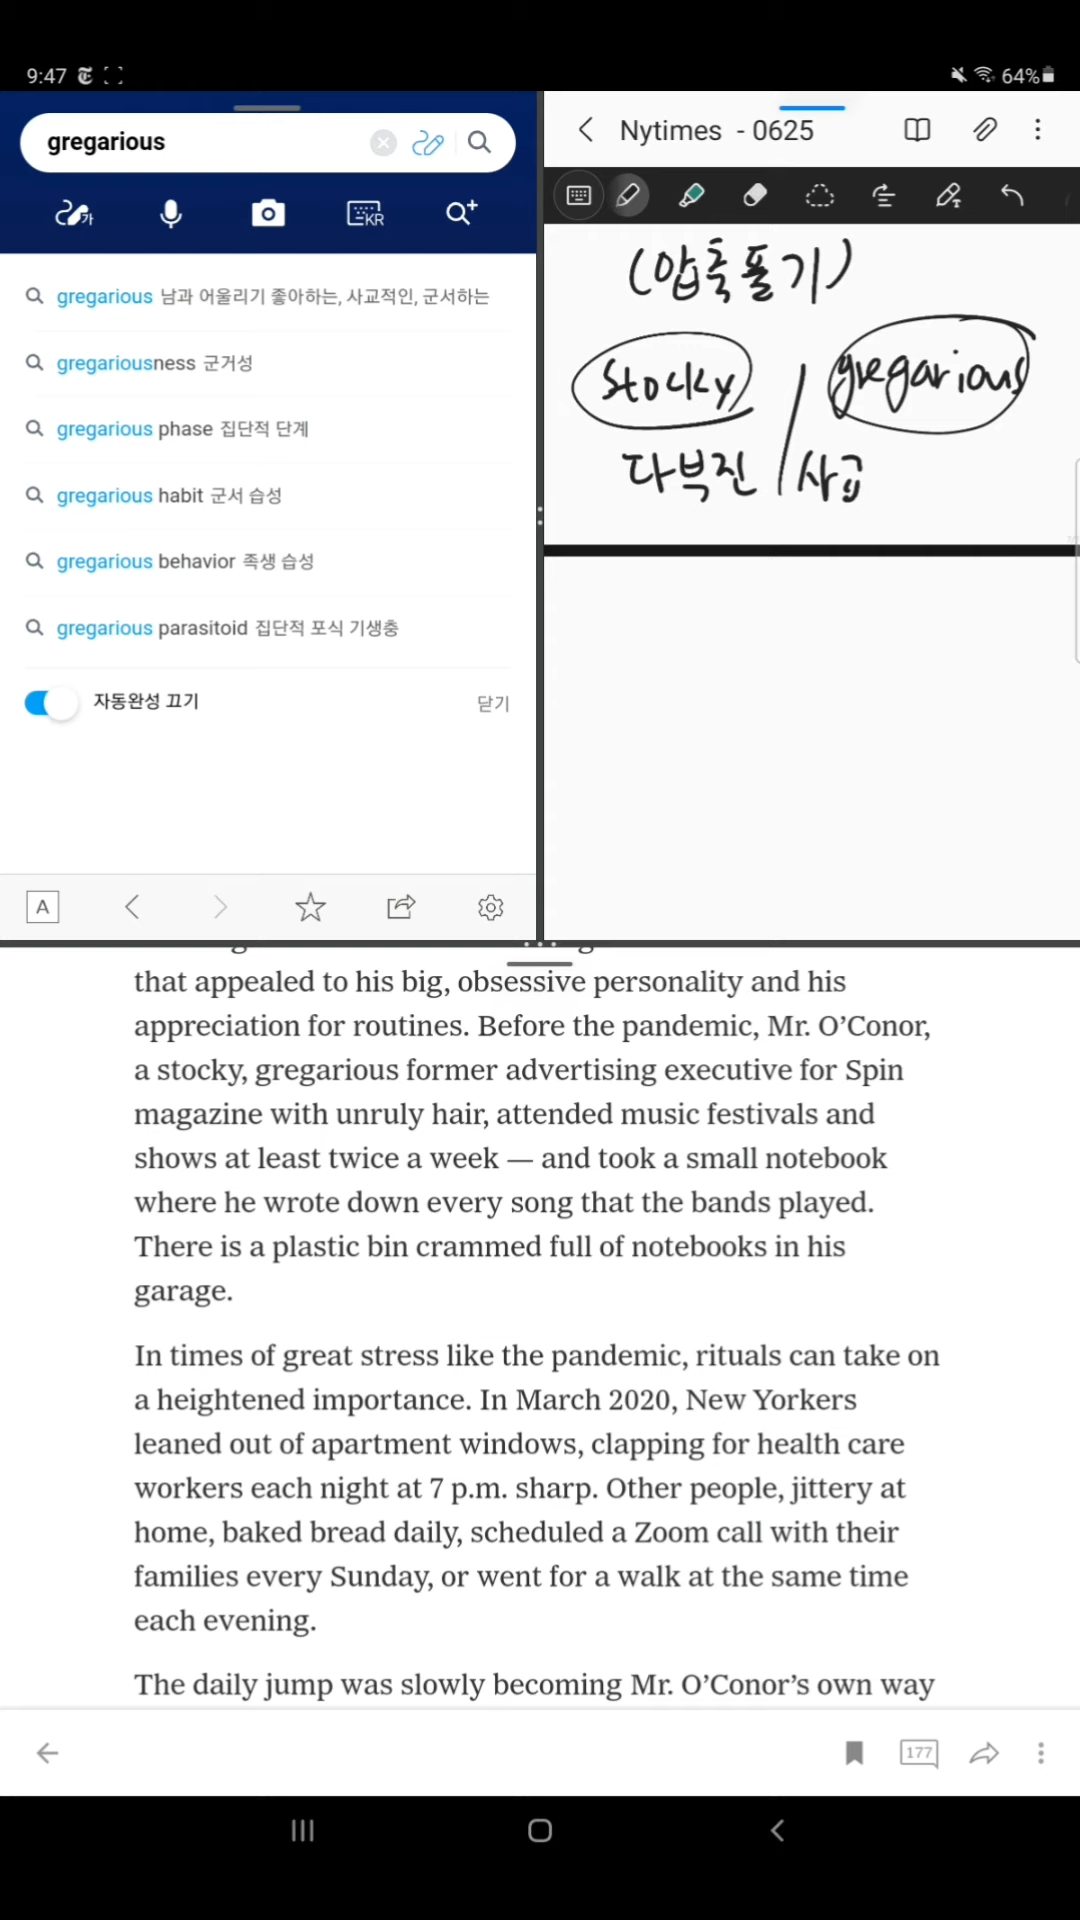 9:47
64%
gregarious
가
KR
gregarious 남과 어울리기 좋아하는, 사교적인, 군서하는
gregariousness 군거성
gregarious phase 집단적 단계
gregarious habit 군서 습성
gregarious behavior 족생 습성
gregarious parasitoid 집단적 포식 기생충
자동완성 끄기
닫기
A
Nytimes - 0625
(압축풀기)
stocky / gregarious
다부진 / 사교
that appealed to his big, obsessive personality and his
appreciation for routines. Before the pandemic, Mr. O’Conor,
a stocky, gregarious former advertising executive for Spin
magazine with unruly hair, attended music festivals and
shows at least twice a week — and took a small notebook
where he wrote down every song that the bands played.
There is a plastic bin crammed full of notebooks in his
garage.
In times of great stress like the pandemic, rituals can take on
a heightened importance. In March 2020, New Yorkers
leaned out of apartment windows, clapping for health care
workers each night at 7 p.m. sharp. Other people, jittery at
home, baked bread daily, scheduled a Zoom call with their
families every Sunday, or went for a walk at the same time
each evening.
The daily jump was slowly becoming Mr. O’Conor’s own way
177